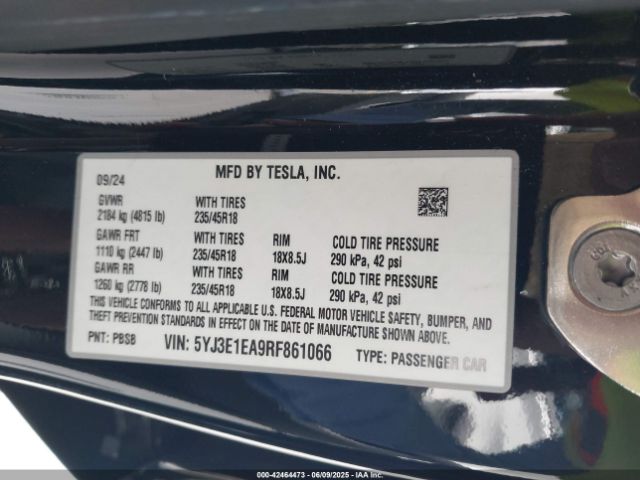 MFD BY TESLA, INC.
09/24
GVWR WITH TIRES
2184 kg (4815 lb) 235/45R18
GAWR FRT WITH TIRES RIM COLD TIRE PRESSURE
1110 kg (2447 lb) 235/45R18 18X8.5J 290 kPa, 42 psi
GAWR RR WITH TIRES RIM COLD TIRE PRESSURE
1260 kg (2778 lb) 235/45R18 18X8.5J 290 kPa, 42 psi
THIS VEHICLE CONFORMS TO ALL APPLICABLE U.S. FEDERAL MOTOR VEHICLE SAFETY, BUMPER, AND
THEFT PREVENTION STANDARDS IN EFFECT ON THE DATE OF MANUFACTURE SHOWN ABOVE.
PNT: PBSB VIN: 5YJ3E1EA9RF861066 TYPE: PASSENGER CAR
00-42464473 | 06/09/2025 | IAAI.COM